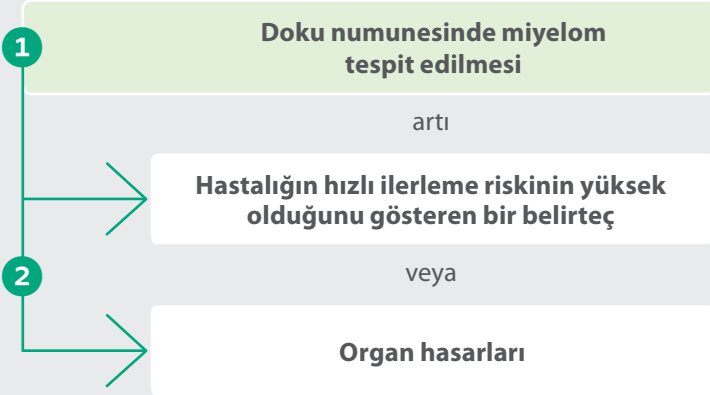 1
Doku numunesinde miyelom
tespit edilmesi
artı
Hastalığın hızlı ilerleme riskinin yüksek
olduğunu gösteren bir belirteç
2
veya
Organ hasarları